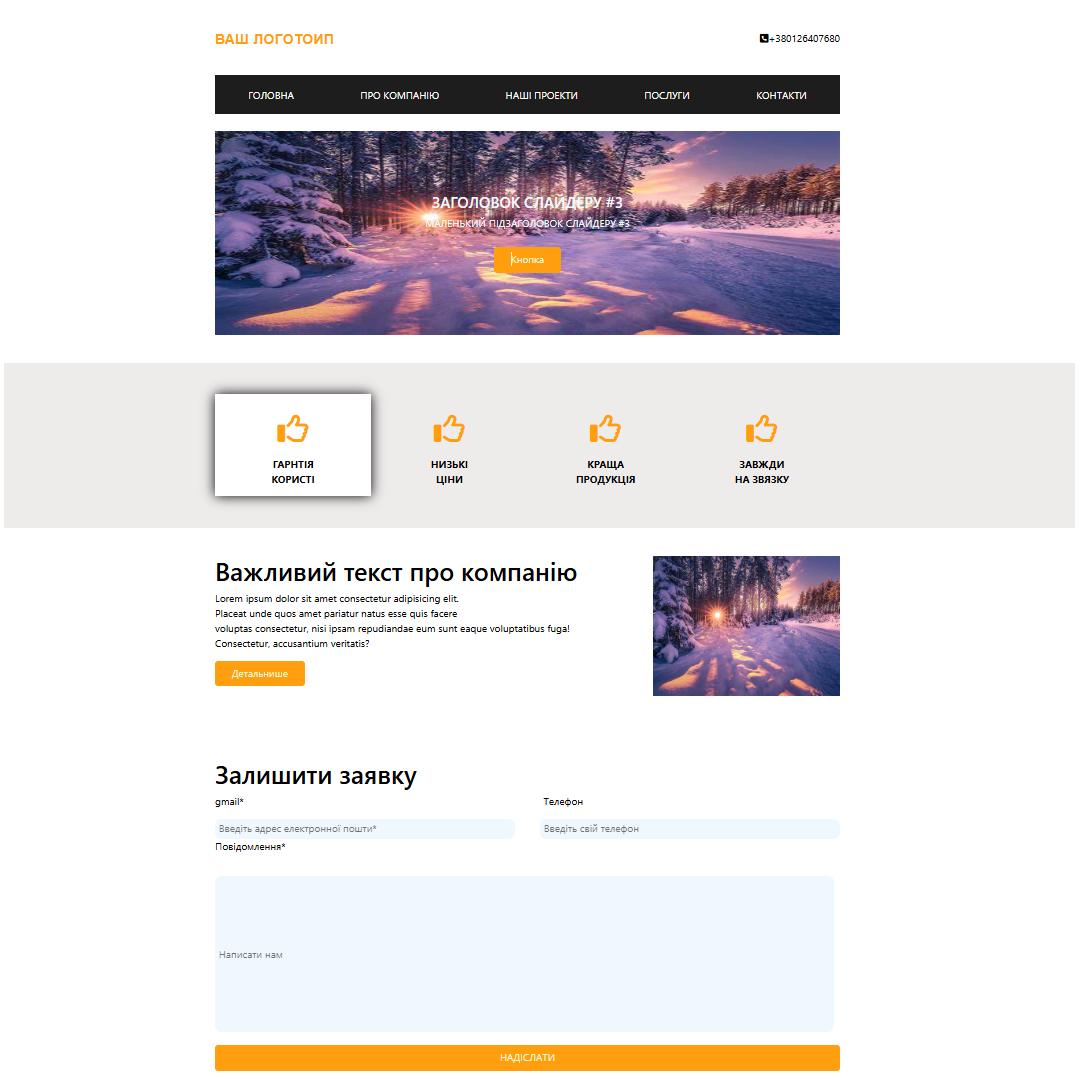 ВАШ ЛОГОТОИП
+380126407680
ГОЛОВНА ПРО КОМПАНІЮ НАШІ ПРОЕКТИ ПОСЛУГИ КОНТАКТИ
ЗАГОЛОВОК СЛАЙДЕРУ #3
МАЛЕНЬКИЙ ПІДЗАГОЛОВОК СЛАЙДЕРУ #3
Кнопка
ГАРНТІЯ
КОРИСТІ
НИЗЬКІ
ЦІНИ
КРАЩА
ПРОДУКЦІЯ
ЗАВЖДИ
НА ЗВЯЗКУ
Важливий текст про компанію
Lorem ipsum dolor sit amet consectetur adipisicing elit.
Placeat unde quos amet pariatur natus esse quis facere
voluptas consectetur, nisi ipsam repudiandae eum sunt eaque voluptatibus fuga!
Consectetur, accusantium veritatis?
Детальнише
Залишити заявку
gmail* Телефон
Введіть адрес електронної пошти* Введіть свій телефон
Повідомлення*
Написати нам
НАДІСЛАТИ